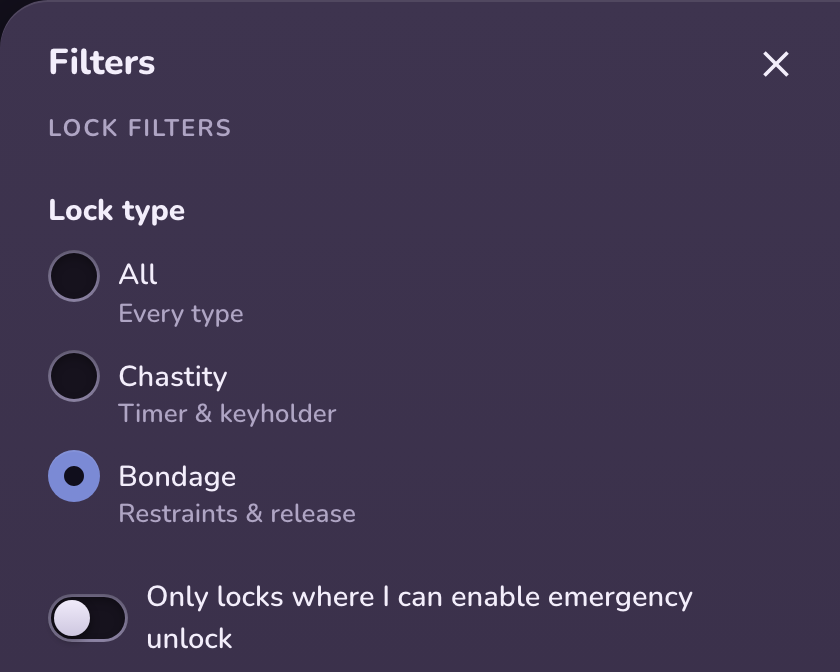 Filters
LOCK FILTERS
Lock type
All
Every type
Chastity
Timer & keyholder
Bondage
Restraints & release
Only locks where I can enable emergency
unlock